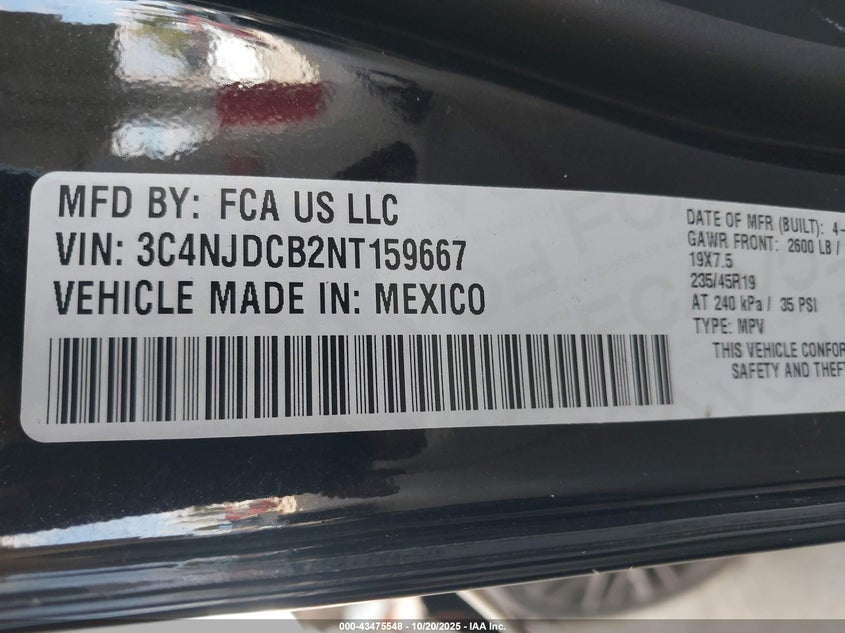 MFD BY: FCA US LLC
VIN: 3C4NJDCB2NT159667
VEHICLE MADE IN: MEXICO
DATE OF MFR (BUILT): 4-
GAWR FRONT: 2600 LB /
19X7.5
235/45R19
AT 240 kPa / 35 PSI
TYPE: MPV
THIS VEHICLE CONFOR
SAFETY AND THEFT
000-43475548 - 10/20/2025 - IAA Inc.